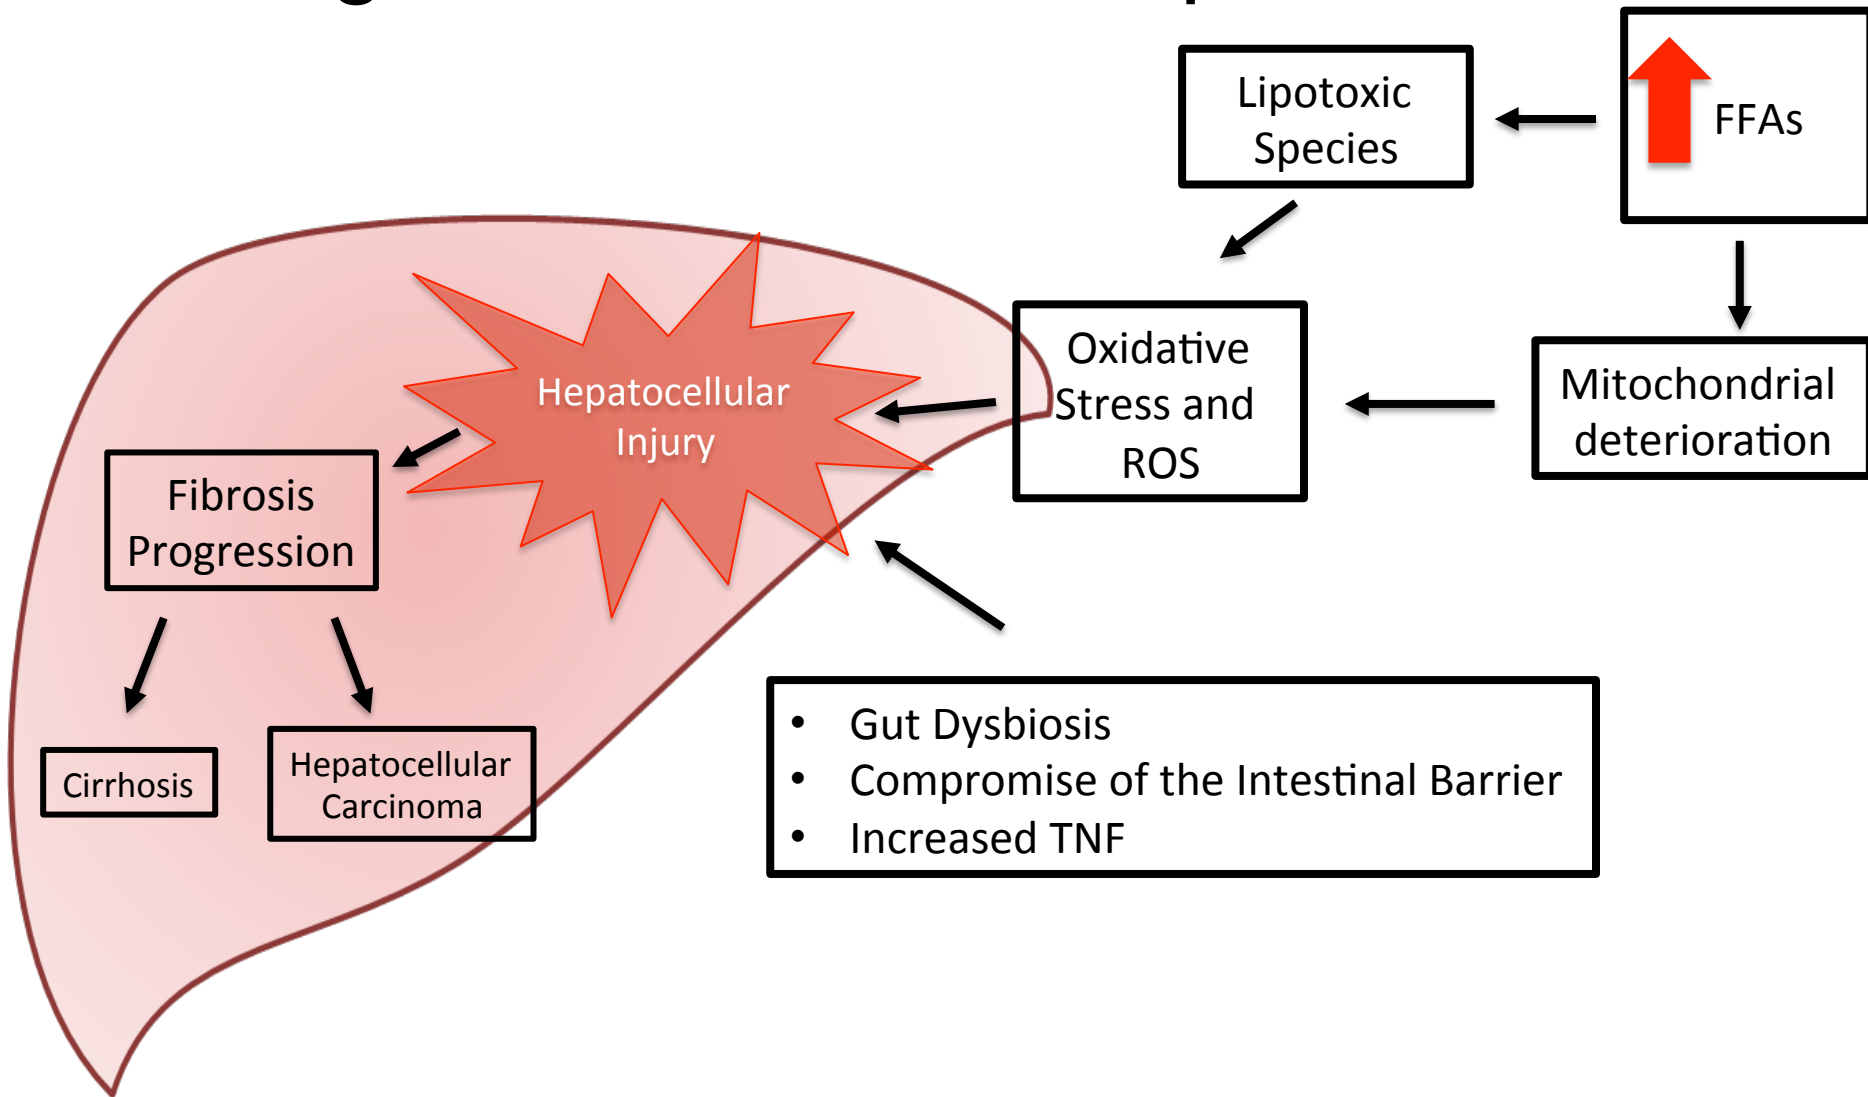 FFAs
Lipotoxic
Species
Oxidative
Stress and
ROS
Mitochondrial
deterioration
Hepatocellular
Injury
Fibrosis
Progression
Cirrhosis
Hepatocellular
Carcinoma
• Gut Dysbiosis
• Compromise of the Intestinal Barrier
• Increased TNF